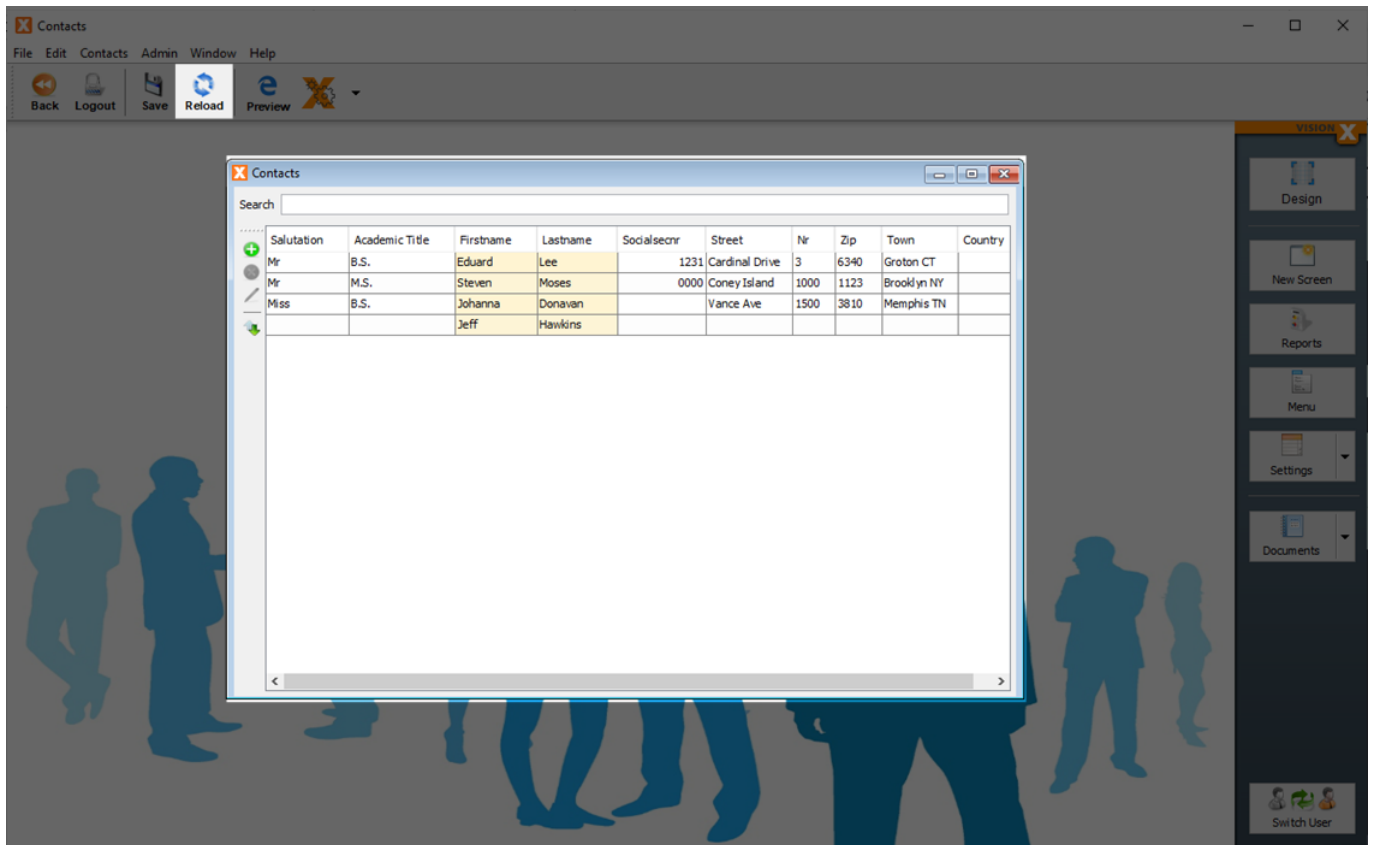 Contacts
File Edit Contacts Admin Window Help
Back Logout Save Reload Preview
VISION X
Contacts
Search
Salutation Academic Title Firstname Lastname Socialsecnr Street Nr Zip Town Country
Mr B.S. Eduard Lee 1231 Cardinal Drive 3 6340 Groton CT
Mr M.S. Steven Moses 0000 Coney Island 1000 1123 Brooklyn NY
Miss B.S. Johanna Donavan Vance Ave 1500 3810 Memphis TN
Jeff Hawkins
Design
New Screen
Reports
Menu
Settings
Documents
Switch User